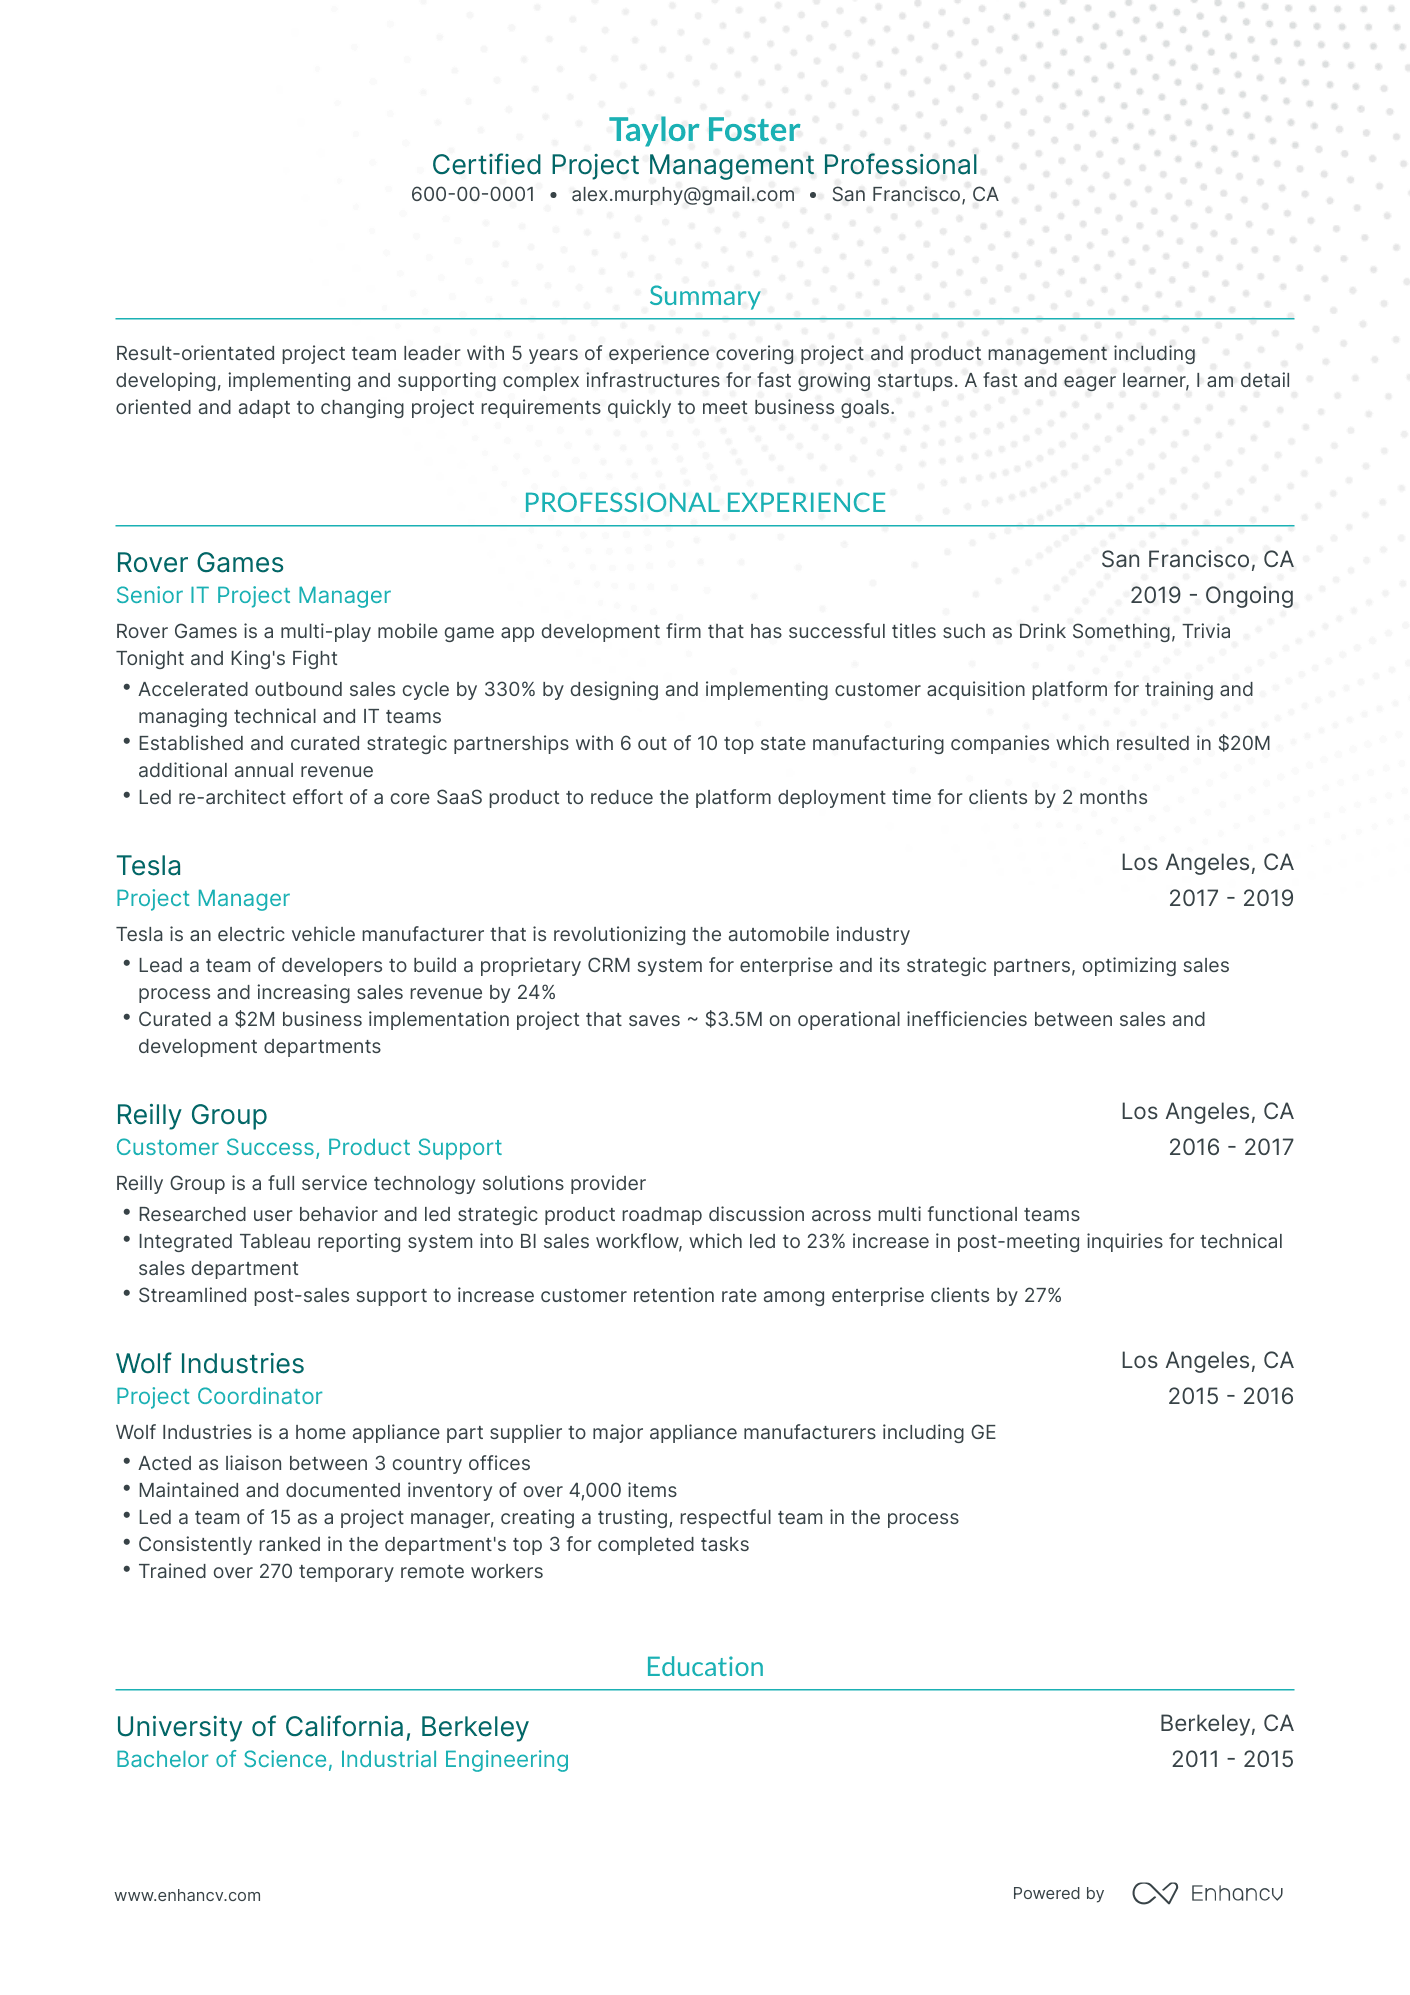 Taylor Foster
Certified Project Management Professional
600-00-0001 • alex.murphy@gmail.com • San Francisco, CA
Summary
Result-orientated project team leader with 5 years of experience covering project and product management including
developing, implementing and supporting complex infrastructures for fast growing startups. A fast and eager learner, I am detail
oriented and adapt to changing project requirements quickly to meet business goals.
PROFESSIONAL EXPERIENCE
Rover Games San Francisco, CA
Senior IT Project Manager 2019 - Ongoing
Rover Games is a multi-play mobile game app development firm that has successful titles such as Drink Something, Trivia
Tonight and King's Fight
• Accelerated outbound sales cycle by 330% by designing and implementing customer acquisition platform for training and
managing technical and IT teams
• Established and curated strategic partnerships with 6 out of 10 top state manufacturing companies which resulted in $20M
additional annual revenue
• Led re-architect effort of a core SaaS product to reduce the platform deployment time for clients by 2 months
Tesla Los Angeles, CA
Project Manager 2017 - 2019
Tesla is an electric vehicle manufacturer that is revolutionizing the automobile industry
• Lead a team of developers to build a proprietary CRM system for enterprise and its strategic partners, optimizing sales
process and increasing sales revenue by 24%
• Curated a $2M business implementation project that saves ~ $3.5M on operational inefficiencies between sales and
development departments
Reilly Group Los Angeles, CA
Customer Success, Product Support 2016 - 2017
Reilly Group is a full service technology solutions provider
• Researched user behavior and led strategic product roadmap discussion across multi functional teams
• Integrated Tableau reporting system into BI sales workflow, which led to 23% increase in post-meeting inquiries for technical
sales department
• Streamlined post-sales support to increase customer retention rate among enterprise clients by 27%
Wolf Industries Los Angeles, CA
Project Coordinator 2015 - 2016
Wolf Industries is a home appliance part supplier to major appliance manufacturers including GE
• Acted as liaison between 3 country offices
• Maintained and documented inventory of over 4,000 items
• Led a team of 15 as a project manager, creating a trusting, respectful team in the process
• Consistently ranked in the department's top 3 for completed tasks
• Trained over 270 temporary remote workers
Education
University of California, Berkeley Berkeley, CA
Bachelor of Science, Industrial Engineering 2011 - 2015
www.enhancv.com Powered by Enhancv